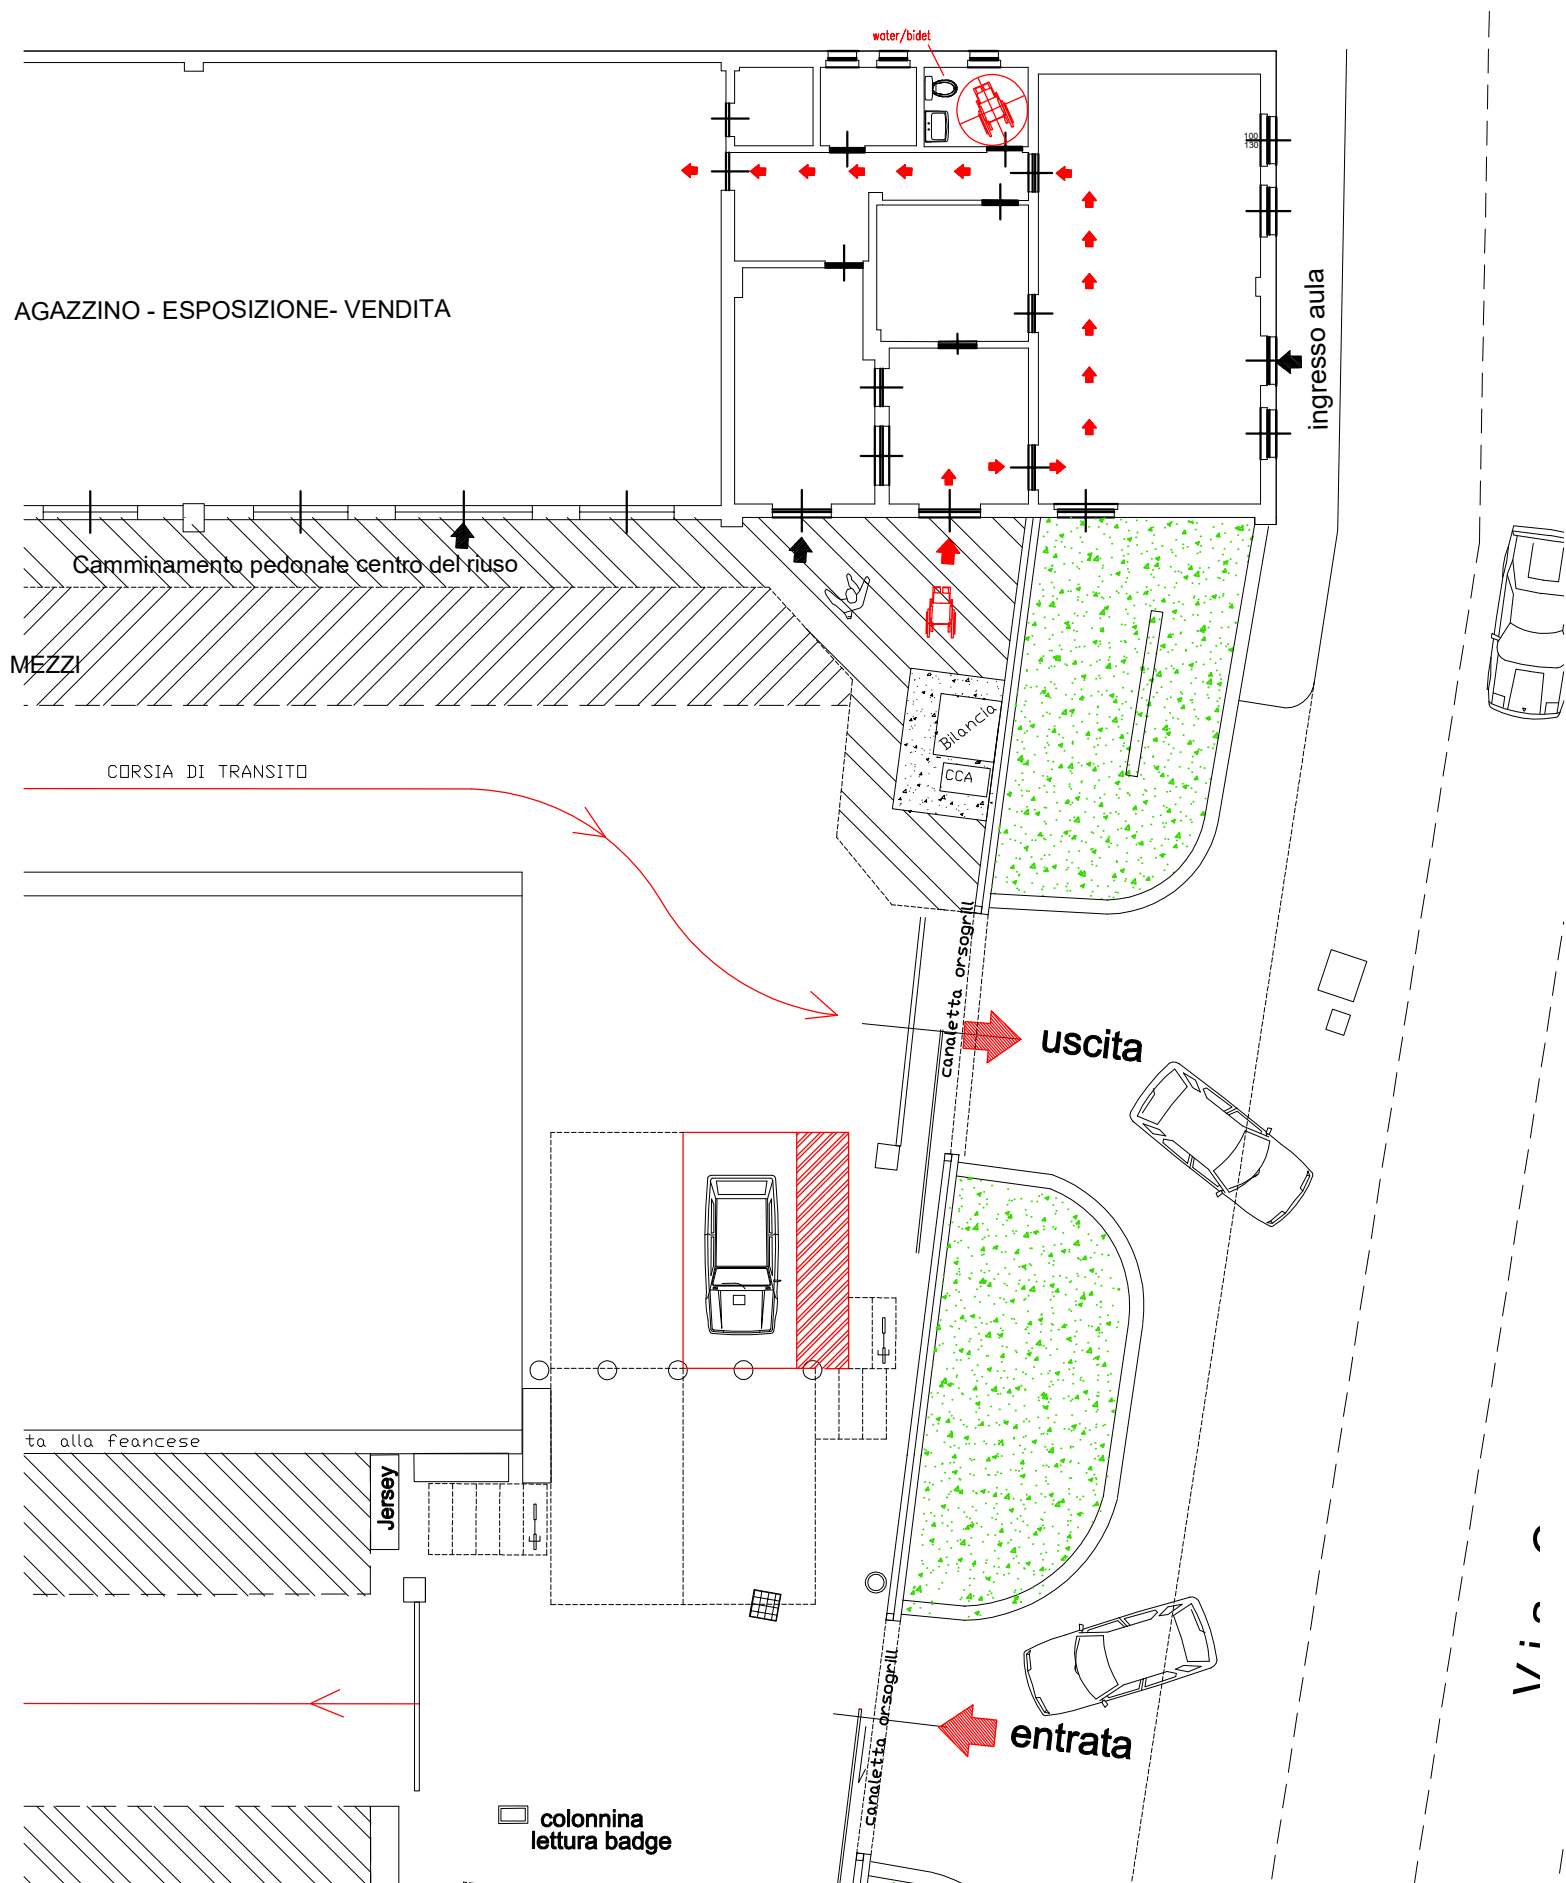 water/bidet
100
130
AGAZZINO - ESPOSIZIONE- VENDITA
ingresso aula
Camminamento pedonale centro del riuso
MEZZI
Bilancia
CCA
CORSIA DI TRANSITO
canaletta orsogrill
uscita
ta alla feancese
Jersey
canaletta orsogrill
entrata
colonnina
lettura badge